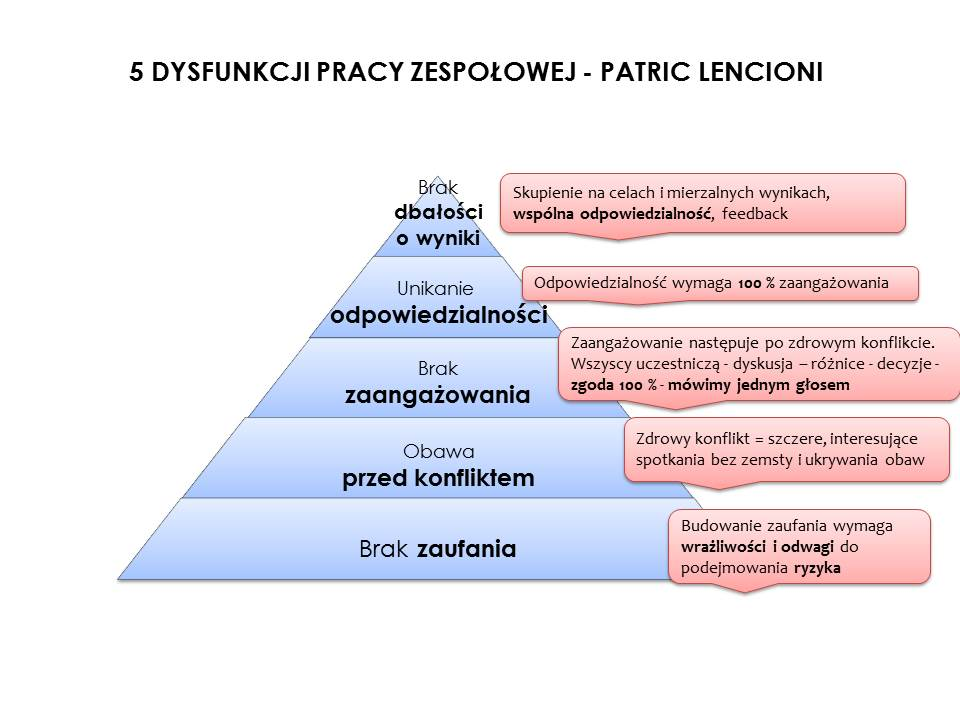 5 DYSFUNKCJI PRACY ZESPOŁOWEJ - PATRIC LENCIONI
Brak
dbałości
o wyniki
Skupienie na celach i mierzalnych wynikach,
wspólna odpowiedzialność, feedback
Unikanie
odpowiedzialności
Odpowiedzialność wymaga 100 % zaangażowania
Brak
zaangażowania
Zaangażowanie następuje po zdrowym konflikcie.
Wszyscy uczestniczą - dyskusja – różnice - decyzje -
zgoda 100 % - mówimy jednym głosem
Obawa
przed konfliktem
Zdrowy konflikt = szczere, interesujące
spotkania bez zemsty i ukrywania obaw
Brak zaufania
Budowanie zaufania wymaga
wrażliwości i odwagi do
podejmowania ryzyka